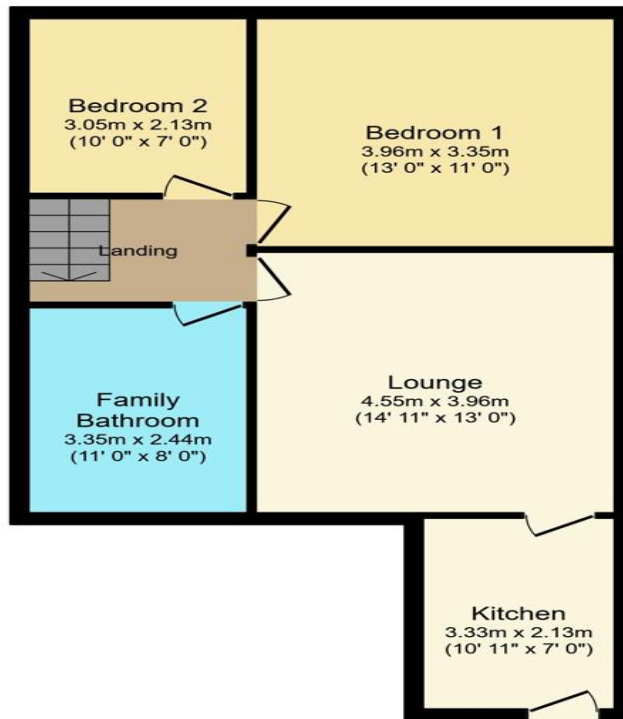 Bedroom 2
3.05m x 2.13m
(10' 0" x 7' 0")
Bedroom 1
3.96m x 3.35m
(13' 0" x 11' 0")
Landing
Family
Bathroom
3.35m x 2.44m
(11' 0" x 8' 0")
Lounge
4.55m x 3.96m
(14' 11" x 13' 0")
Kitchen
3.33m x 2.13m
(10' 11" x 7' 0")